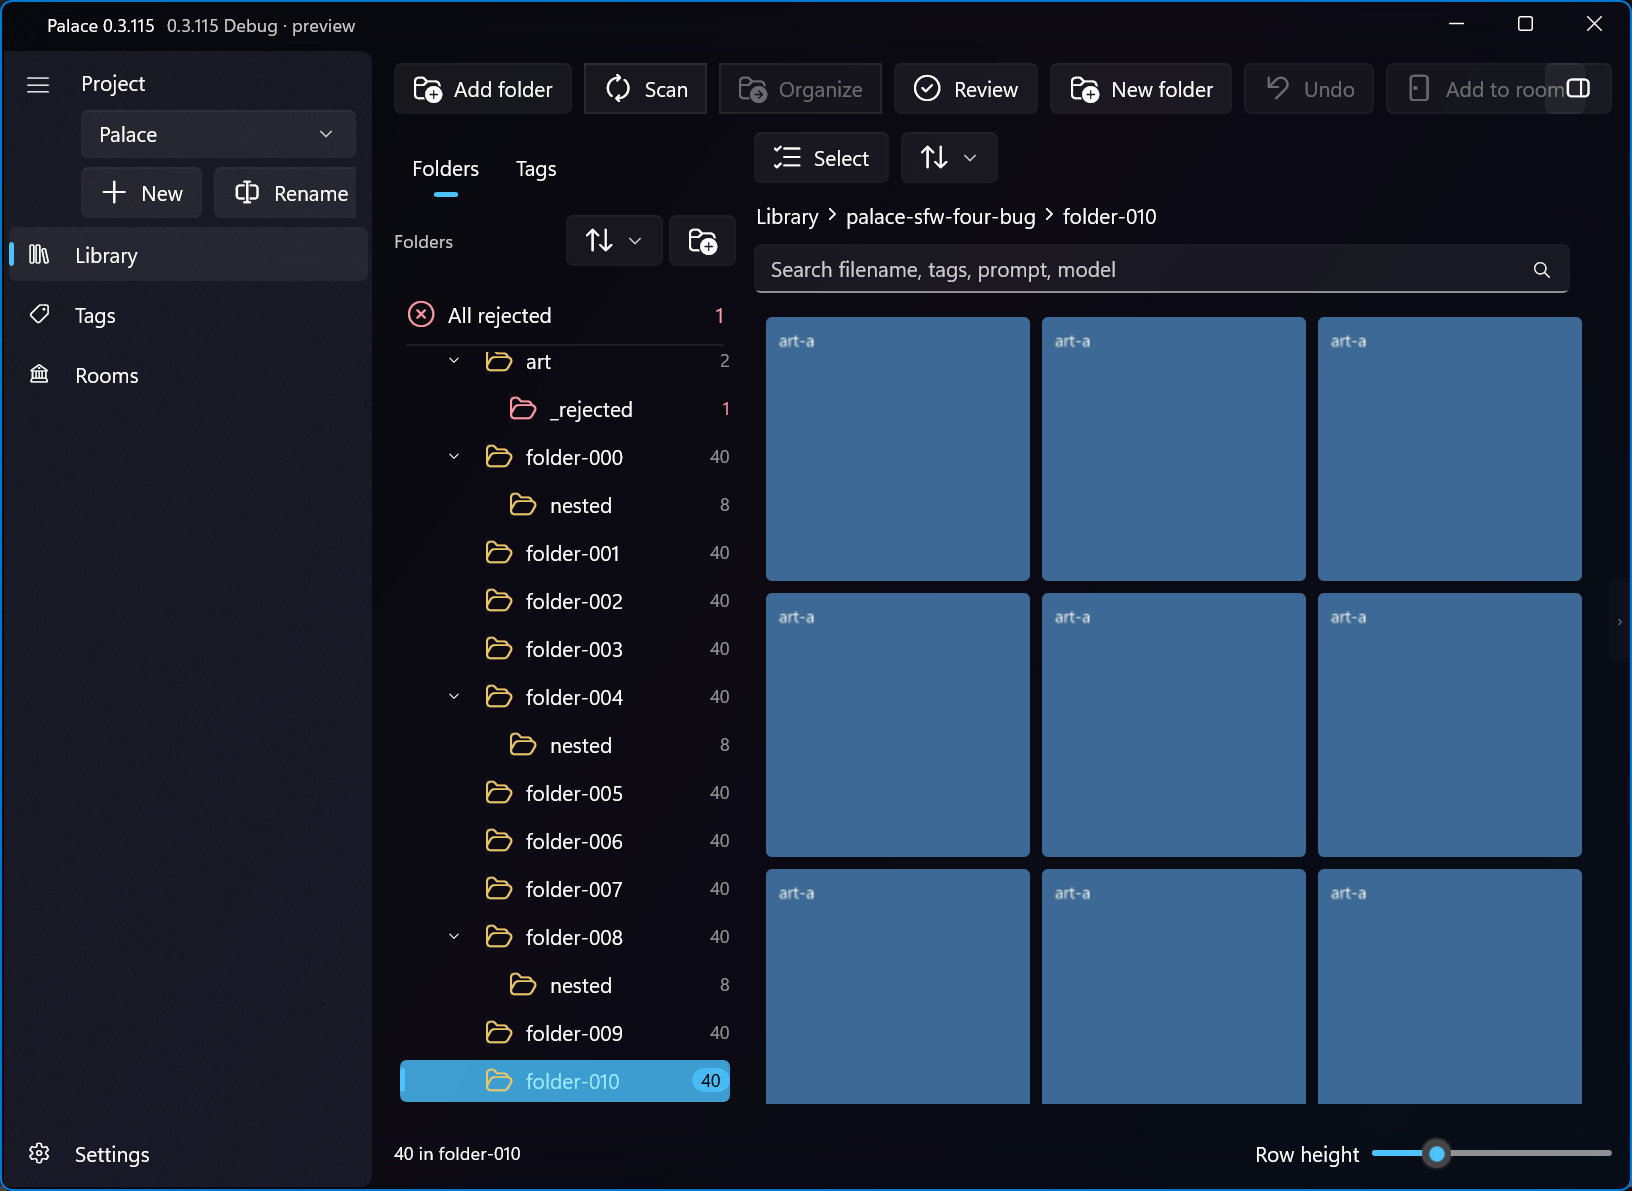 Palace 0.3.115 0.3.115 Debug · preview
Project
Palace
New
Rename
Library
Tags
Rooms
Settings
Add folder
Scan
Organize
Review
New folder
Undo
Add to room
Folders
Tags
Folders
All rejected 1
art 2
_rejected 1
folder-000 40
nested 8
folder-001 40
folder-002 40
folder-003 40
folder-004 40
nested 8
folder-005 40
folder-006 40
folder-007 40
folder-008 40
nested 8
folder-009 40
folder-010 40
40 in folder-010
Select
Library > palace-sfw-four-bug > folder-010
Search filename, tags, prompt, model
art-a art-a art-a
art-a art-a art-a
art-a art-a art-a
Row height